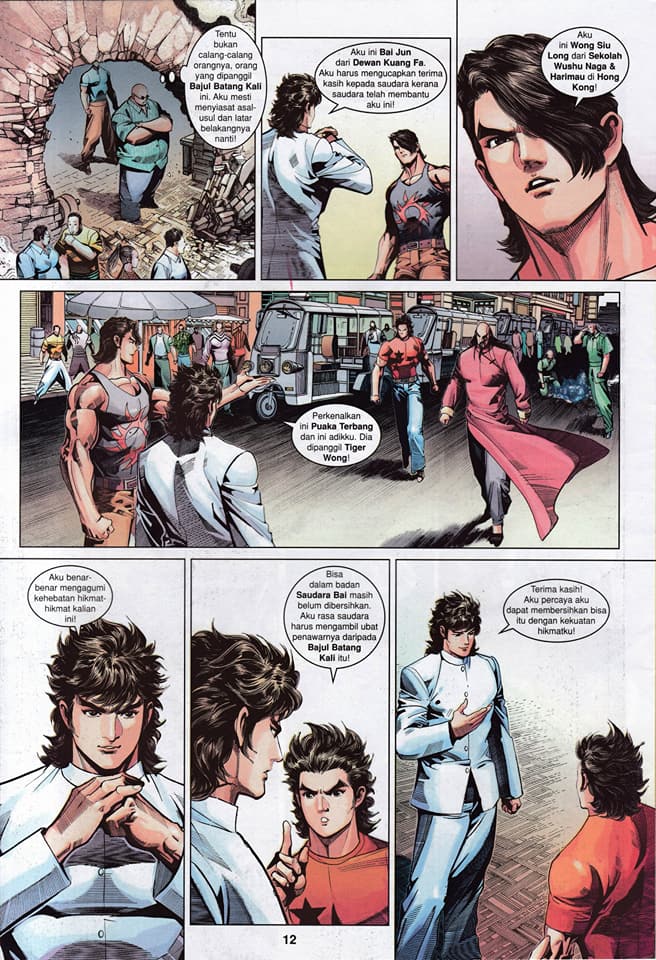 Tentu
bukan
calang-calang
orangnya, orang
yang dipanggil
Bajul Batang Kali
ini. Aku mesti
menyiasat asal-
usul dan latar
belakangnya
nanti!
Aku ini Bai Jun
dari Dewan Kuang Fa.
Aku harus mengucapkan terima
kasih kepada saudara kerana
saudara telah membantu
aku ini!
Aku
ini Wong Siu
Long dari Sekolah
Wushu Naga &
Harimau di Hong
Kong!
Perkenalkan
ini Puaka Terbang
dan ini adikku. Dia
dipanggil Tiger
Wong!
Aku benar-
benar mengagumi
kehebatan hikmat-
hikmat kalian
ini!
Bisa
dalam badan
Saudara Bai masih
belum dibersihkan.
Aku rasa saudara
harus mengambil ubat
penawarnya daripada
Bajul Batang
Kali itu!
Terima kasih!
Aku percaya aku
dapat membersihkan bisa
itu dengan kekuatan
hikmatku!
12